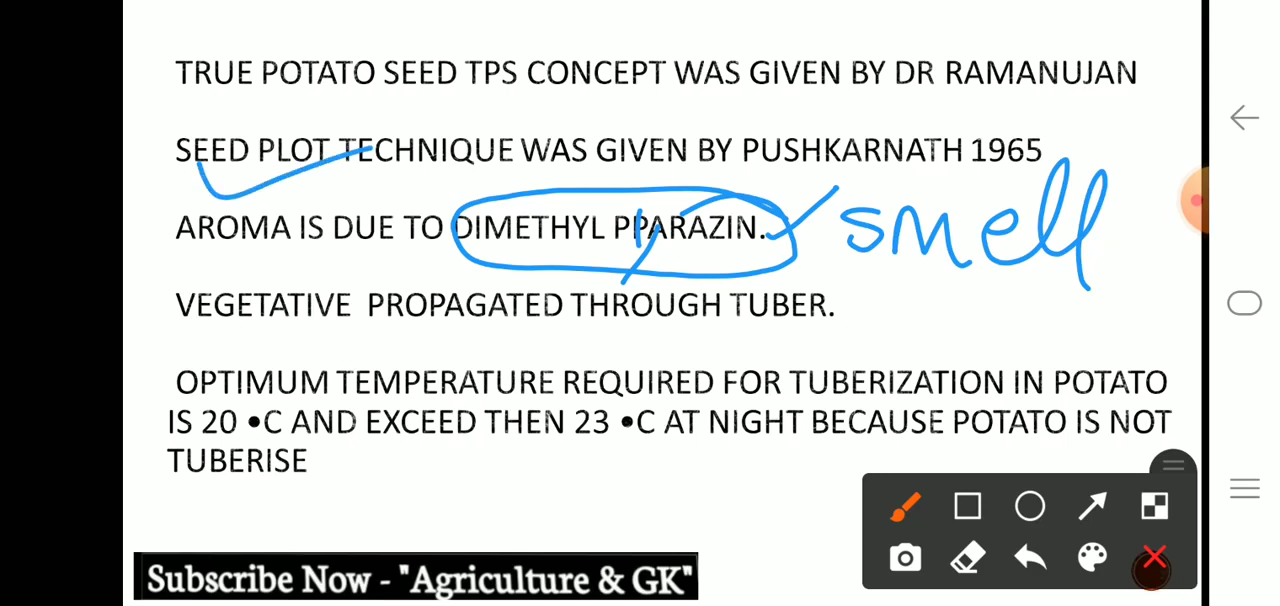 TRUE POTATO SEED TPS CONCEPT WAS GIVEN BY DR RAMANUJAN
SEED PLOT TECHNIQUE WAS GIVEN BY PUSHKARNATH 1965
AROMA IS DUE TO DIMETHYL PPARAZIN. smell
VEGETATIVE PROPAGATED THROUGH TUBER.
OPTIMUM TEMPERATURE REQUIRED FOR TUBERIZATION IN POTATO
IS 20 •C AND EXCEED THEN 23 •C AT NIGHT BECAUSE POTATO IS NOT
TUBERISE
Subscribe Now - "Agriculture & GK"